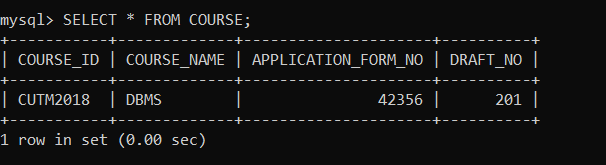 mysql> SELECT * FROM COURSE;
+-----------+-------------+---------------------+----------+
| COURSE_ID | COURSE_NAME | APPLICATION_FORM_NO | DRAFT_NO |
+-----------+-------------+---------------------+----------+
| CUTM2018  | DBMS        |               42356 |      201 |
+-----------+-------------+---------------------+----------+
1 row in set (0.00 sec)